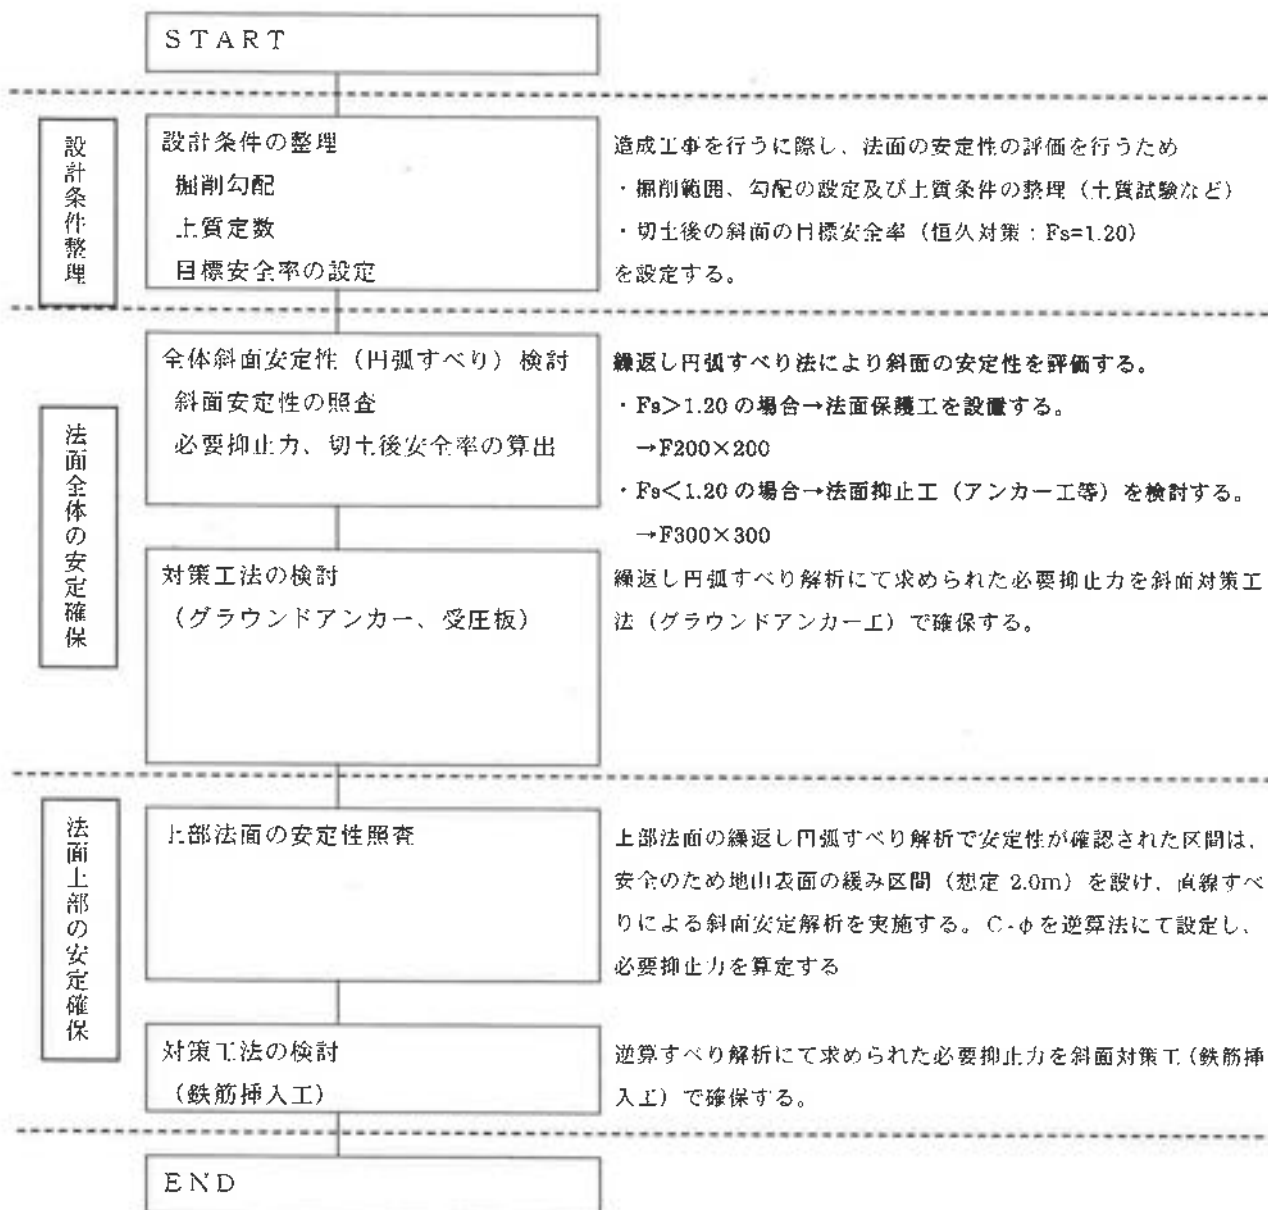 START
設計条件整理
設計条件の整理
掘削勾配
土質定数
目標安全率の設定
造成工事を行うに際し、法面の安定性の評価を行うため
・掘削範囲、勾配の設定及び土質条件の整理（土質試験など）
・切土後の斜面の目標安全率（恒久対策：Fs=1.20）
を設定する。
法面全体の安定確保
全体斜面安定性（円弧すべり）検討
斜面安定性の照査
必要抑止力、切土後安全率の算出
繰返し円弧すべり法により斜面の安定性を評価する。
・Fs＞1.20 の場合→法面保護工を設置する。
→F200×200
・Fs＜1.20 の場合→法面抑止工（アンカー工等）を検討する。
→F300×300
対策工法の検討
（グラウンドアンカー、受圧板）
繰返し円弧すべり解析にて求められた必要抑止力を斜面対策工
法（グラウンドアンカー工）で確保する。
法面上部の安定確保
上部法面の安定性照査
上部法面の繰返し円弧すべり解析で安定性が確認された区間は、
安全のため地山表面の緩み区間（想定 2.0m）を設け、直線すべ
りによる斜面安定解析を実施する。C-φを逆算法にて設定し、
必要抑止力を算定する
対策工法の検討
（鉄筋挿入工）
逆算すべり解析にて求められた必要抑止力を斜面対策工（鉄筋挿
入工）で確保する。
END